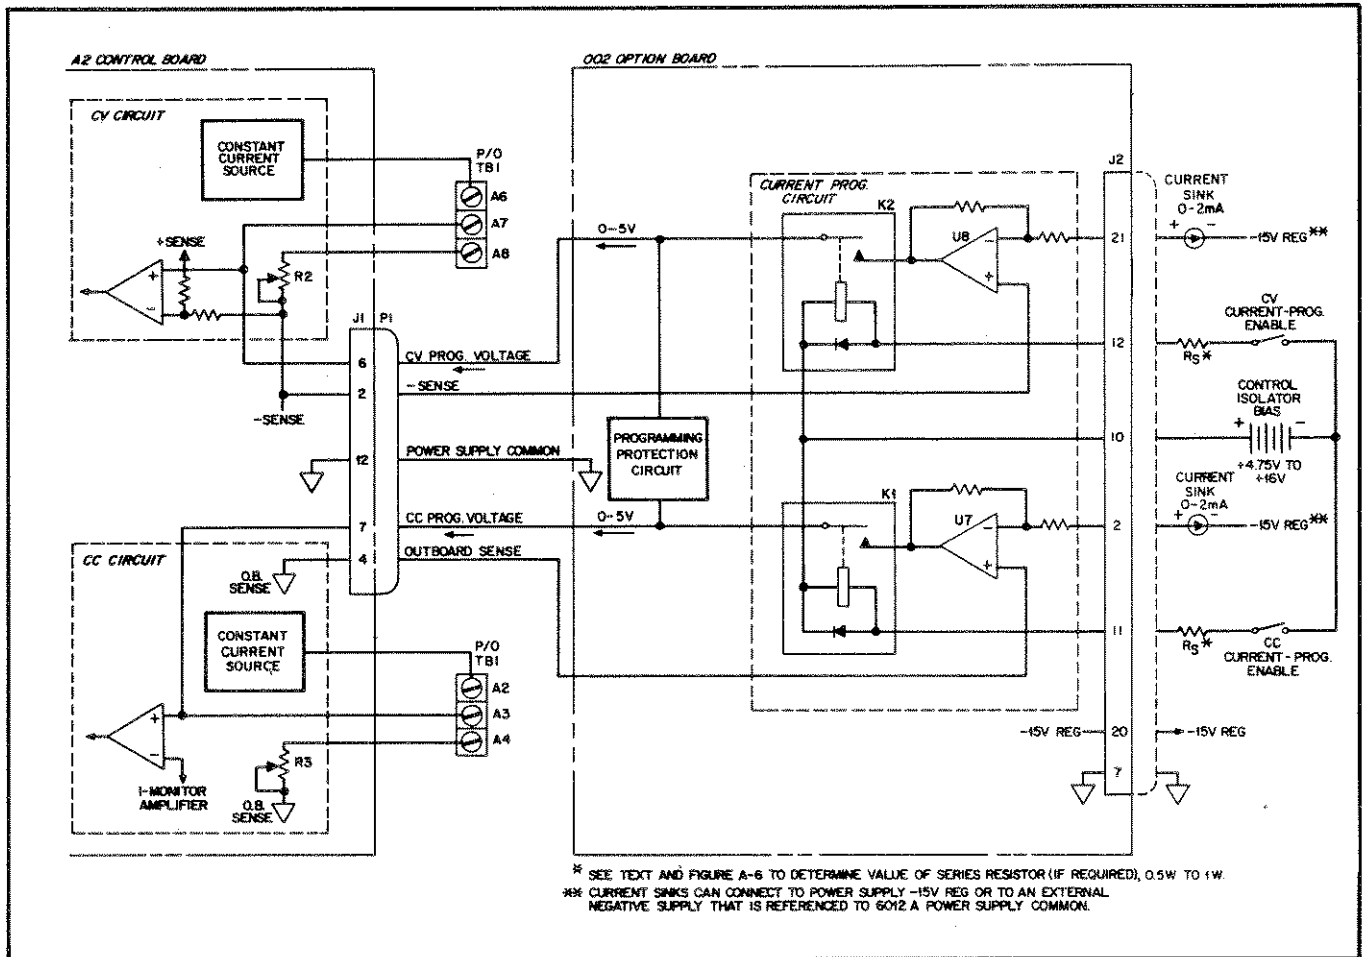 A2 CONTROL BOARD
002 OPTION BOARD
CV CIRCUIT
CONSTANT
CURRENT
SOURCE
P/O
TB1
A6
A7
A8
+SENSE
+
−
R2
J1 P1
6
2
−SENSE
12
7
4
CV PROG. VOLTAGE
−SENSE
POWER SUPPLY COMMON
CC PROG. VOLTAGE
OUTBOARD SENSE
0-5V
0-5V
PROGRAMMING
PROTECTION
CIRCUIT
CURRENT PROG.
CIRCUIT
K2
U8
−
+
K1
U7
−
+
J2
21
12
10
2
11
20
7
CURRENT
SINK
0-2mA
+ −
-15V REG**
CV
CURRENT-PROG.
ENABLE
RS*
CONTROL
ISOLATOR
BIAS
+ −
+4.75V TO
+16V
CURRENT
SINK
0-2mA
+ −
-15V REG**
RS*
CC
CURRENT-PROG.
ENABLE
-15V REG
-15V REG
CC CIRCUIT
O.B.
SENSE
CONSTANT
CURRENT
SOURCE
P/O
TB1
A2
A3
A4
+
−
R3
I-MONITOR
AMPLIFIER
O.B.
SENSE
* SEE TEXT AND FIGURE A-6 TO DETERMINE VALUE OF SERIES RESISTOR (IF REQUIRED), 0.5W TO 1W.
** CURRENT SINKS CAN CONNECT TO POWER SUPPLY -15V REG OR TO AN EXTERNAL
NEGATIVE SUPPLY THAT IS REFERENCED TO 6012 A POWER SUPPLY COMMON.